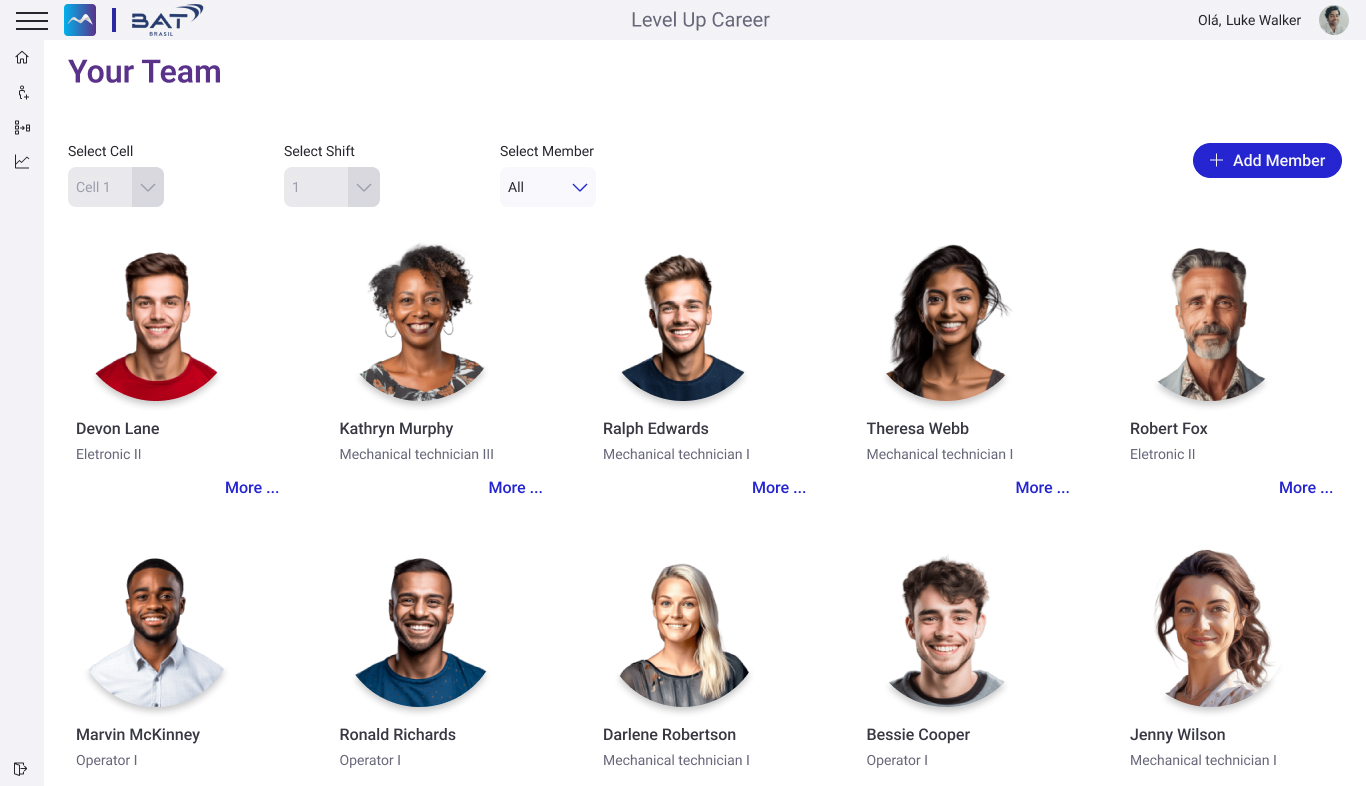 BAT
BRASIL
Level Up Career
Olá, Luke Walker
Your Team
Select Cell
Select Shift
Select Member
Cell 1
1
All
Add Member
Devon Lane
Kathryn Murphy
Ralph Edwards
Theresa Webb
Robert Fox
Eletronic II
Mechanical technician III
Mechanical technician I
Mechanical technician I
Eletronic II
More ...
More ...
More ...
More ...
More ...
Marvin McKinney
Ronald Richards
Darlene Robertson
Bessie Cooper
Jenny Wilson
Operator I
Operator I
Mechanical technician I
Operator I
Mechanical technician I